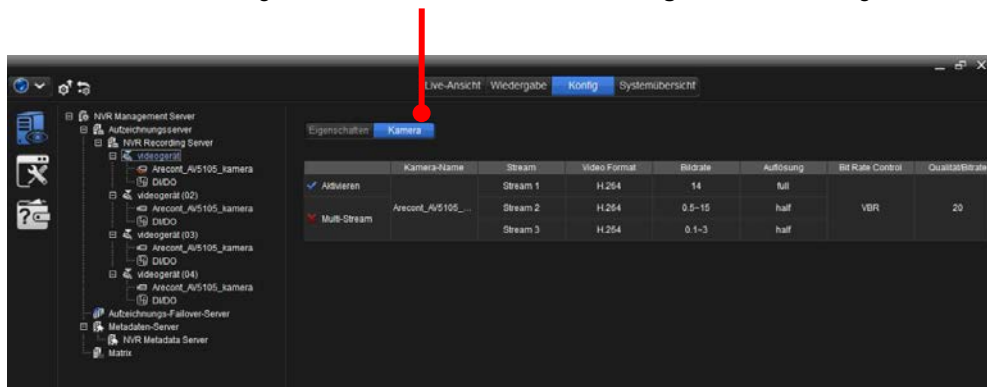 Live-Ansicht Wiedergabe Konfig Systemübersicht
NVR Management Server
Aufzeichnungsserver
NVR Recording Server
videogerät
Arecont_AV5105_kamera
DI/DO
videogerät (02)
Arecont_AV5105_kamera
DI/DO
videogerät (03)
Arecont_AV5105_kamera
DI/DO
videogerät (04)
Arecont_AV5105_kamera
DI/DO
Aufzeichnungs-Failover-Server
Metadaten-Server
NVR Metadata Server
Matrix
Eigenschaften Kamera
Kamera-Name Stream Video Format Bildrate Auflösung Bit Rate Control Qualität/Bitrate
Aktivieren Stream 1 H.264 14 full
Multi-Stream Arecont_AV5105_... Stream 2 H.264 0.5~15 half VBR 20
Stream 3 H.264 0.1~3 half